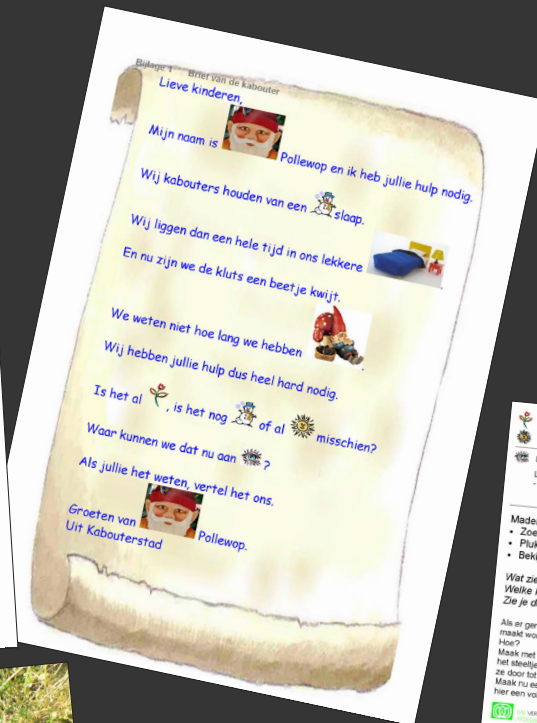 Bijlage 1 Brief van de kabouter
Lieve kinderen,
Mijn naam is Pollewop en ik heb jullie hulp nodig.
Wij kabouters houden van een slaap.
Wij liggen dan een hele tijd in ons lekkere .
En nu zijn we de kluts een beetje kwijt.
We weten niet hoe lang we hebben .
Wij hebben jullie hulp dus heel hard nodig.
Is het al , is het nog of al misschien?
Waar kunnen we dat nu aan ?
Als jullie het weten, vertel het ons.
Groeten van Pollewop.
Uit Kabouterstad
• Zoe
• Pluk
• Bek
Wat zie
Welke
Zie je d
Als er ge
maakt wo
Hoe?
Maak met
het steeltje
ze door tot
Maak nu e
hier een vo